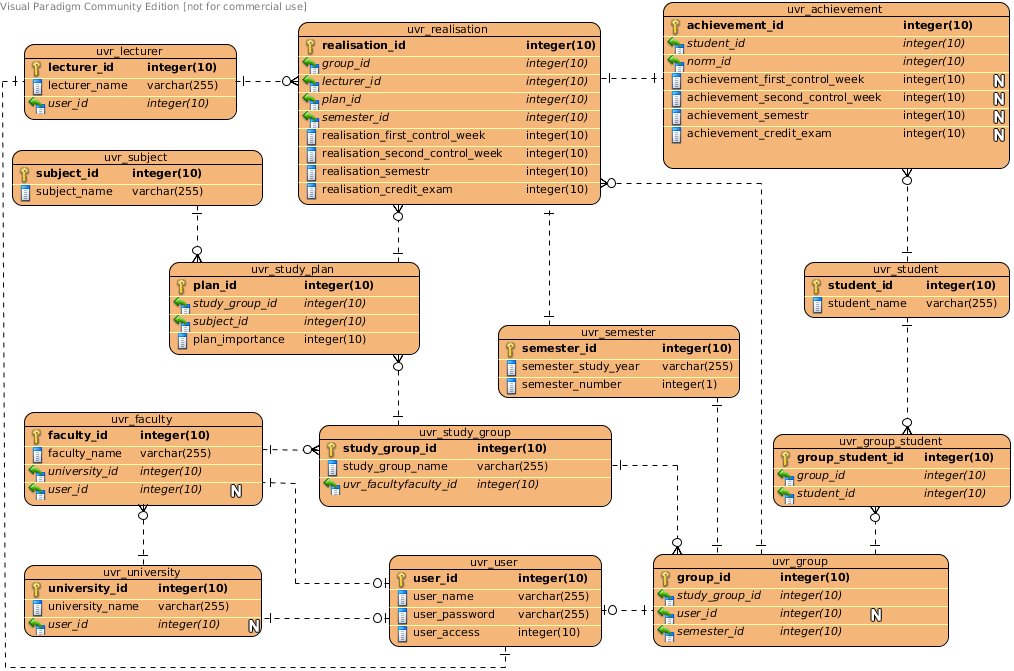 Visual Paradigm Community Edition [not for commercial use]
uvr_lecturer
lecturer_id integer(10)
lecturer_name varchar(255)
user_id integer(10)
uvr_realisation
realisation_id integer(10)
group_id integer(10)
lecturer_id integer(10)
plan_id integer(10)
semester_id integer(10)
realisation_first_control_week integer(10)
realisation_second_control_week integer(10)
realisation_semestr integer(10)
realisation_credit_exam integer(10)
uvr_achievement
achievement_id integer(10)
student_id integer(10)
norm_id integer(10)
achievement_first_control_week integer(10) N
achievement_second_control_week integer(10) N
achievement_semestr integer(10) N
achievement_credit_exam integer(10) N
uvr_subject
subject_id integer(10)
subject_name varchar(255)
uvr_study_plan
plan_id integer(10)
study_group_id integer(10)
subject_id integer(10)
plan_importance integer(10)
uvr_student
student_id integer(10)
student_name varchar(255)
uvr_semester
semester_id integer(10)
semester_study_year varchar(255)
semester_number integer(1)
uvr_faculty
faculty_id integer(10)
faculty_name varchar(255)
university_id integer(10)
user_id integer(10) N
uvr_study_group
study_group_id integer(10)
study_group_name varchar(255)
uvr_facultyfaculty_id integer(10)
uvr_group_student
group_student_id integer(10)
group_id integer(10)
student_id integer(10)
uvr_university
university_id integer(10)
university_name varchar(255)
user_id integer(10) N
uvr_user
user_id integer(10)
user_name varchar(255)
user_password varchar(255)
user_access integer(10)
uvr_group
group_id integer(10)
study_group_id integer(10)
user_id integer(10) N
semester_id integer(10)